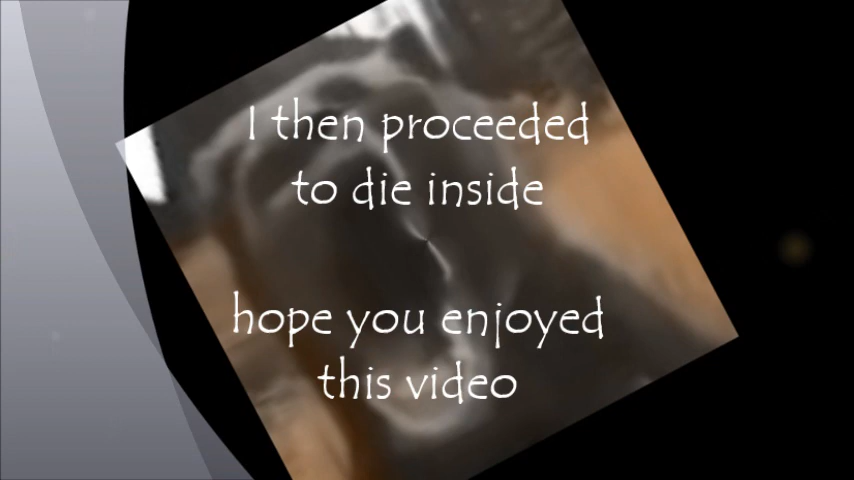 I then proceeded
to die inside
hope you enjoyed
this video